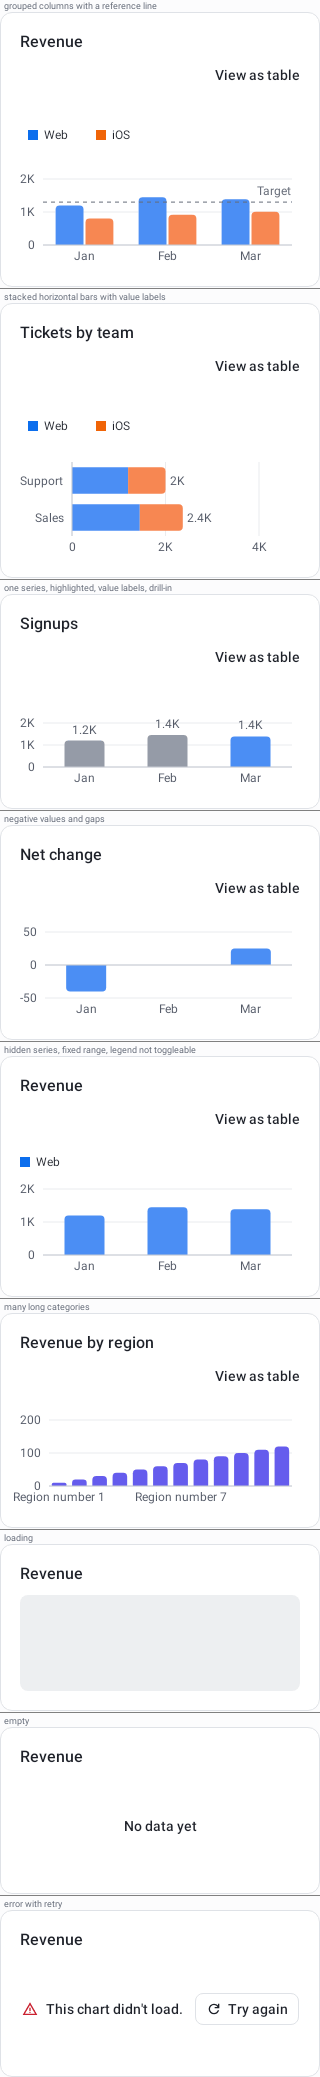 grouped columns with a reference line
Revenue
View as table
Web iOS
2K
Target
1K
0
Jan Feb Mar
stacked horizontal bars with value labels
Tickets by team
View as table
Web iOS
Support 2K
Sales 2.4K
0 2K 4K
one series, highlighted, value labels, drill-in
Signups
View as table
2K 1.2K 1.4K 1.4K
1K
0
Jan Feb Mar
negative values and gaps
Net change
View as table
50
0
-50
Jan Feb Mar
hidden series, fixed range, legend not toggleable
Revenue
View as table
Web
2K
1K
0
Jan Feb Mar
many long categories
Revenue by region
View as table
200
100
0
Region number 1 Region number 7
loading
Revenue
empty
Revenue
No data yet
error with retry
Revenue
This chart didn't load. Try again